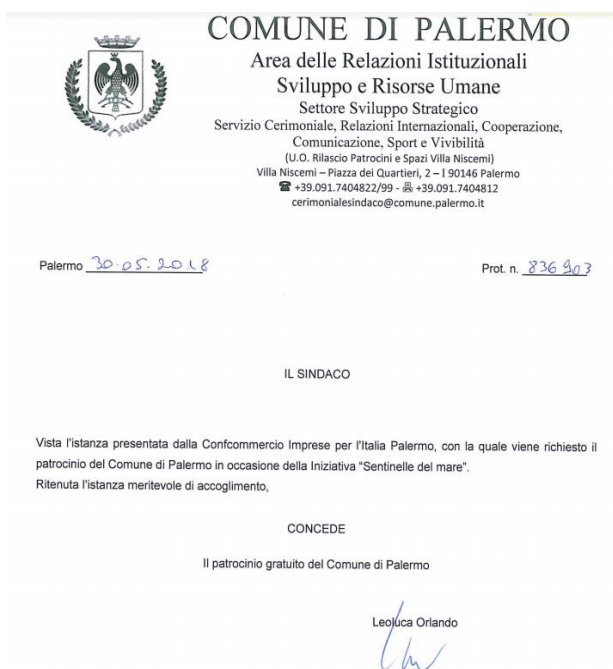 COMUNE DI PALERMO
Area delle Relazioni Istituzionali
Sviluppo e Risorse Umane
Settore Sviluppo Strategico
Servizio Cerimoniale, Relazioni Internazionali, Cooperazione,
Comunicazione, Sport e Vivibilità
(U.O. Rilascio Patrocini e Spazi Villa Niscemi)
Villa Niscemi – Piazza dei Quartieri, 2 – I 90146 Palermo
☎ +39.091.7404822/99 - +39.091.7404812
cerimonialesindaco@comune.palermo.it
Palermo 30.05.2018
Prot. n. 836903
IL SINDACO
Vista l'istanza presentata dalla Confcommercio Imprese per l'Italia Palermo, con la quale viene richiesto il
patrocinio del Comune di Palermo in occasione della Iniziativa "Sentinelle del mare".
Ritenuta l'istanza meritevole di accoglimento,
CONCEDE
Il patrocinio gratuito del Comune di Palermo
Leoluca Orlando